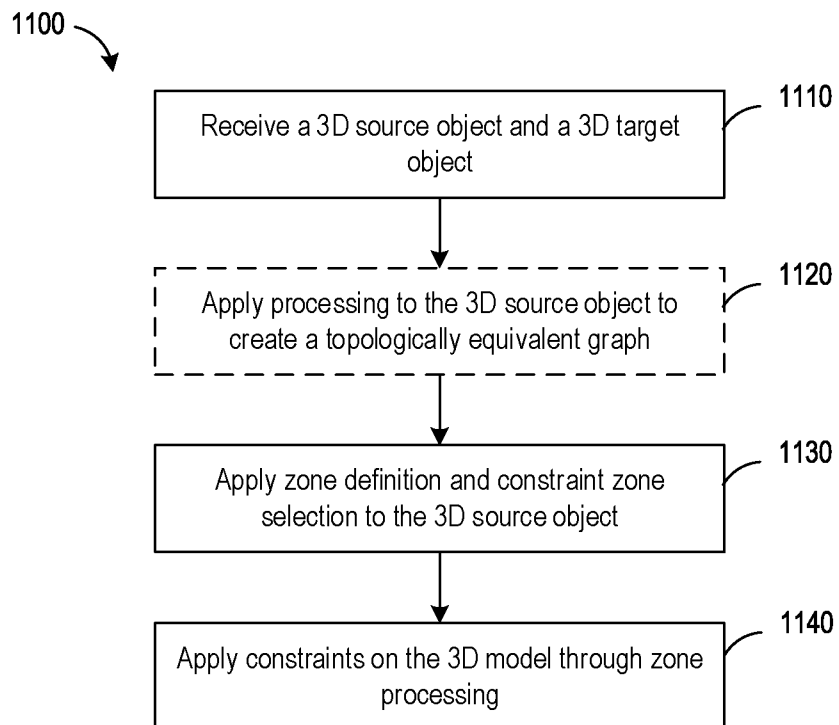 1100
1110
Receive a 3D source object and a 3D target
object
1120
Apply processing to the 3D source object to
create a topologically equivalent graph
1130
Apply zone definition and constraint zone
selection to the 3D source object
1140
Apply constraints on the 3D model through zone
processing